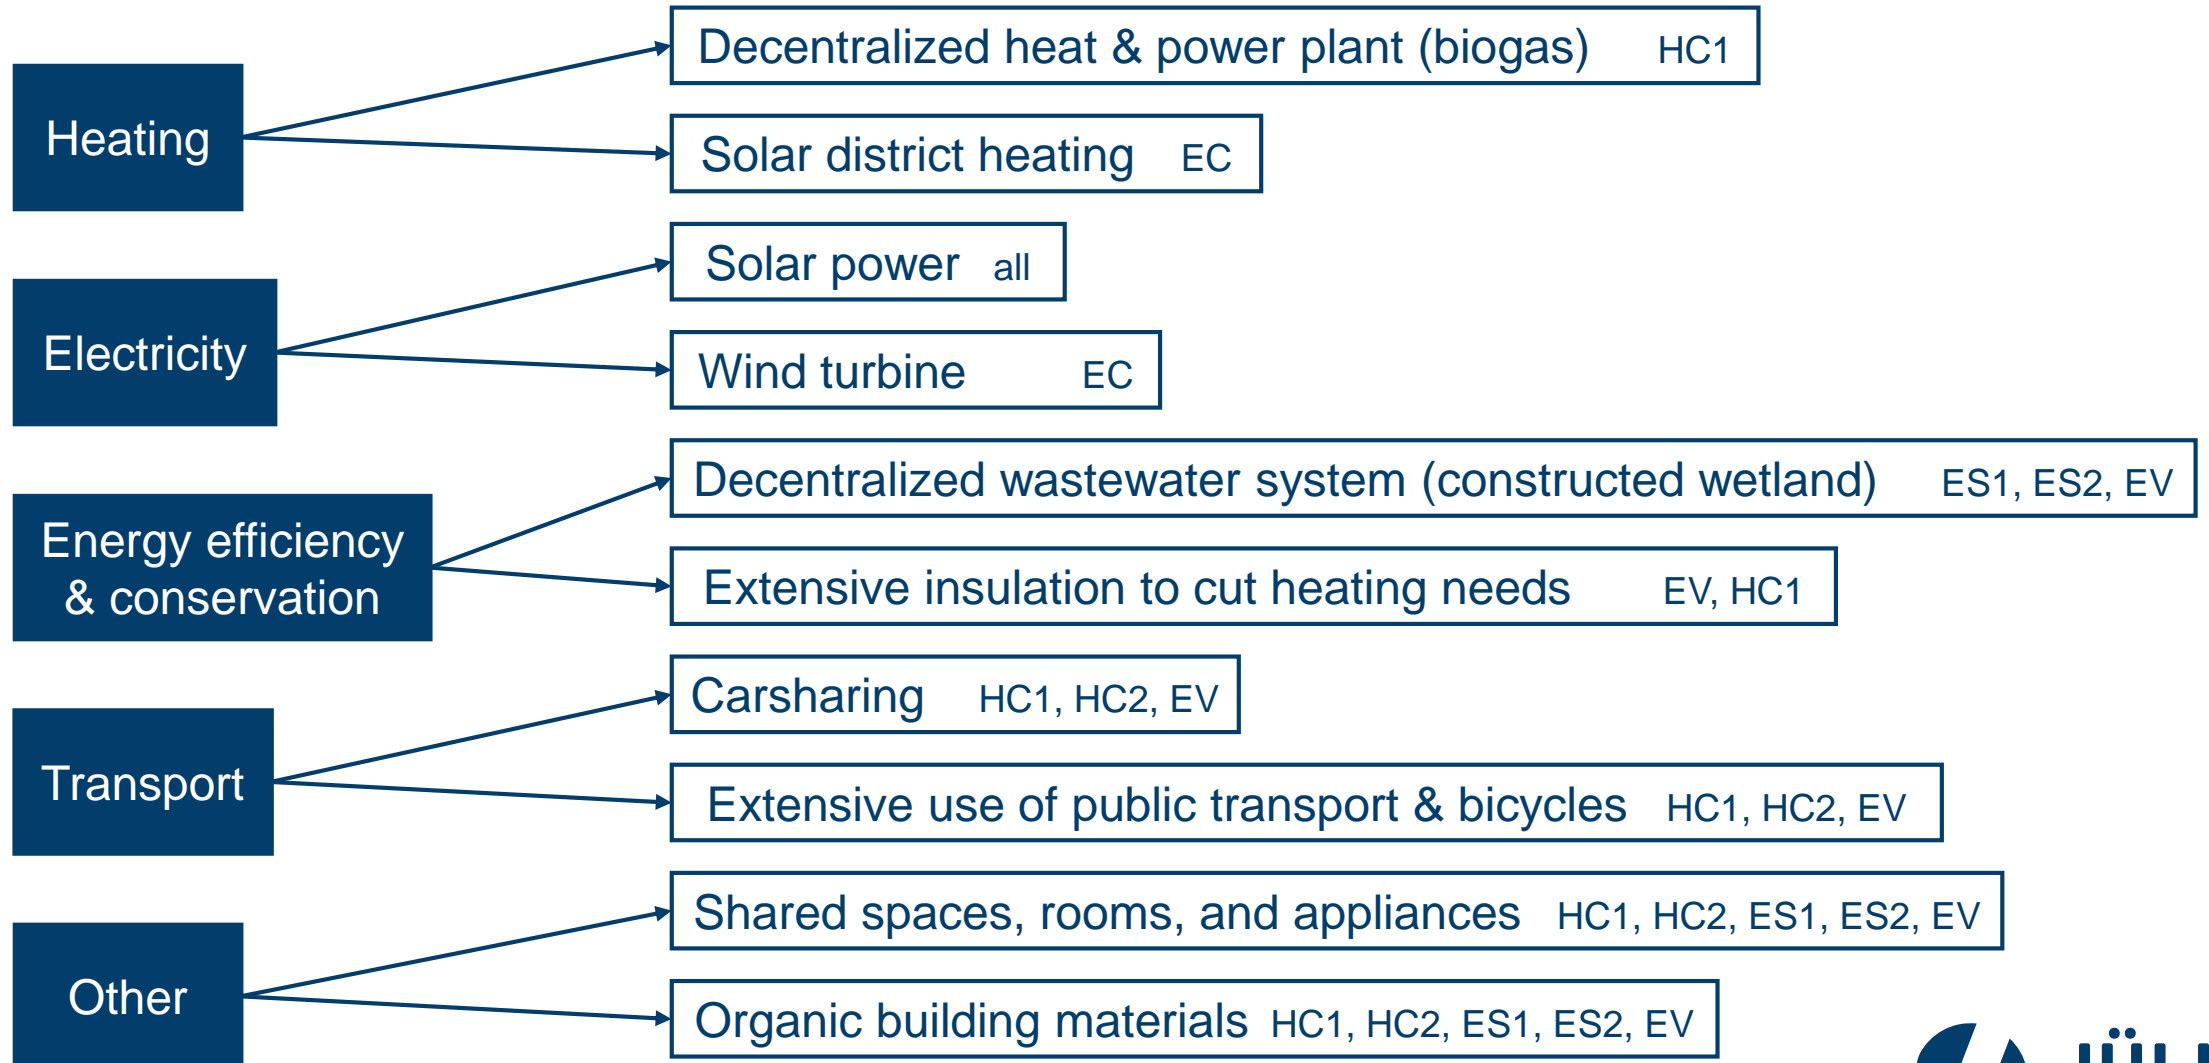 Heating
Decentralized heat & power plant (biogas) HC1
Solar district heating EC
Electricity
Solar power all
Wind turbine EC
Energy efficiency
& conservation
Decentralized wastewater system (constructed wetland) ES1, ES2, EV
Extensive insulation to cut heating needs EV, HC1
Transport
Carsharing HC1, HC2, EV
Extensive use of public transport & bicycles HC1, HC2, EV
Other
Shared spaces, rooms, and appliances HC1, HC2, ES1, ES2, EV
Organic building materials HC1, HC2, ES1, ES2, EV